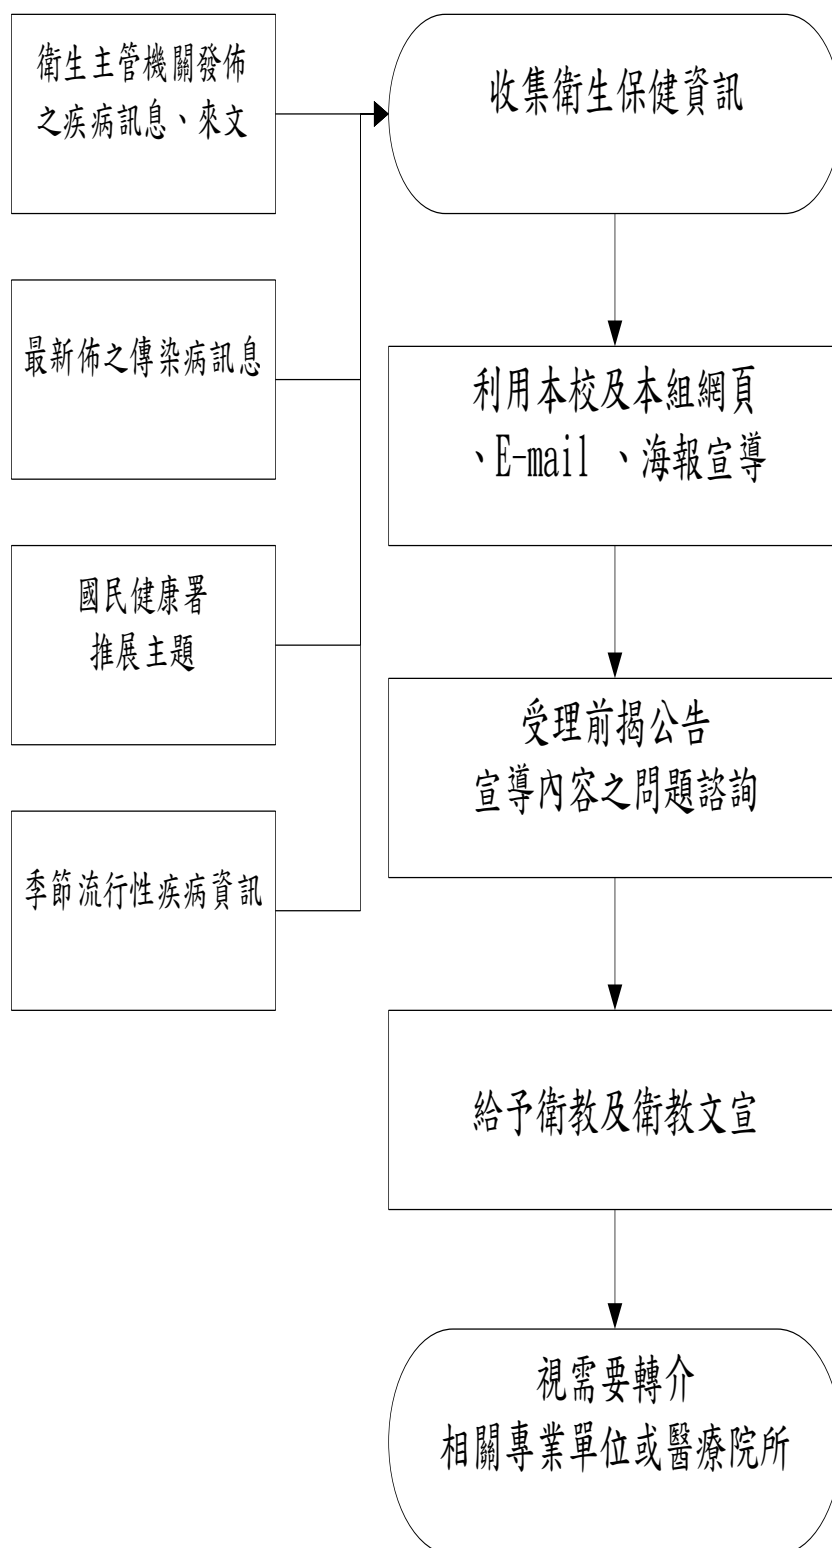 衛生主管機關發佈
之疾病訊息、來文
收集衛生保健資訊
最新佈之傳染病訊息
利用本校及本組網頁
、E-mail 、海報宣導
國民健康署
推展主題
受理前揭公告
宣導內容之問題諮詢
季節流行性疾病資訊
給予衛教及衛教文宣
視需要轉介
相關專業單位或醫療院所